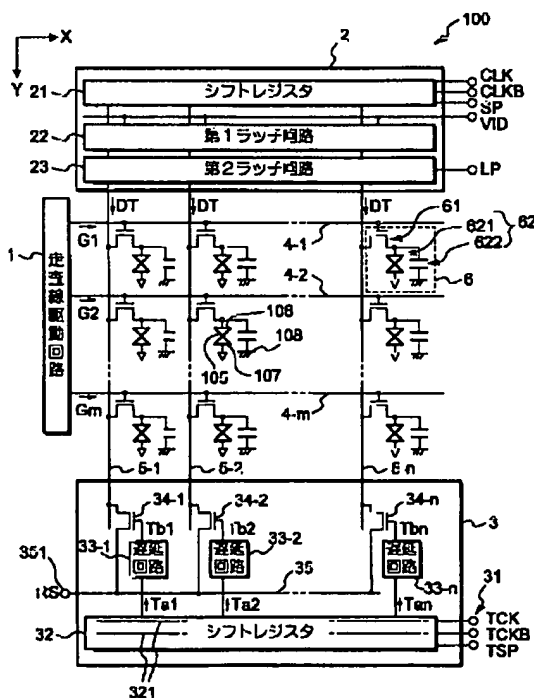 100
X
2
Y
CLK
21
シフトレジスタ
CLKB
SP
VID
22
第1ラッチ回路
23
第2ラッチ回路
LP
DT
DT
DT
61
1
G1
621
62
4-1
622
走査線駆動回路
4-2
6
G2
106
108
105
107
Gm
4-m
5-1
5-2
34-1
34-2
34-n
Tb1
Tb2
Tbn
3
33-1
遅延回路
遅延回路
33-2
遅延回路
351
33-n
RS
35
31
Ta1
Ta2
Tan
TCK
32
シフトレジスタ
TCKB
TSP
321